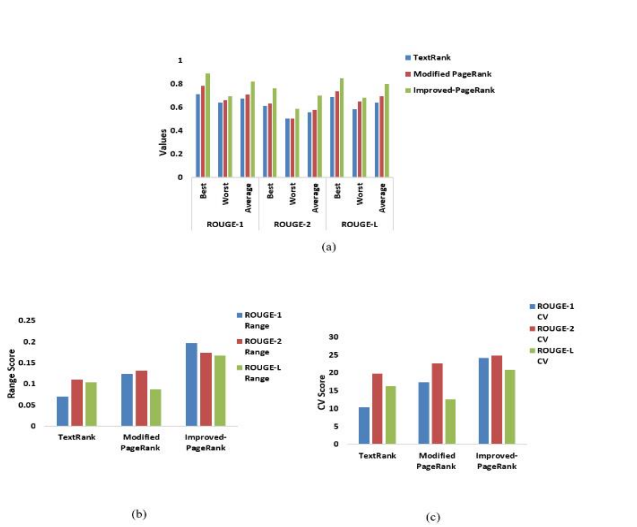 1
0.8
0.6
0.4
0.2
0
Values
Best
Worst
Average
Best
Worst
Average
Best
Worst
Average
ROUGE-1
ROUGE-2
ROUGE-L
TextRank
Modified PageRank
Improved-PageRank
(a)
0.25
0.2
0.15
0.1
0.05
0
Range Score
TextRank
Modified
PageRank
Improved-
PageRank
ROUGE-1
Range
ROUGE-2
Range
ROUGE-L
Range
(b)
30
25
20
15
10
5
0
CV Score
TextRank
Modified
PageRank
Improved-
PageRank
ROUGE-1
CV
ROUGE-2
CV
ROUGE-L
CV
(c)